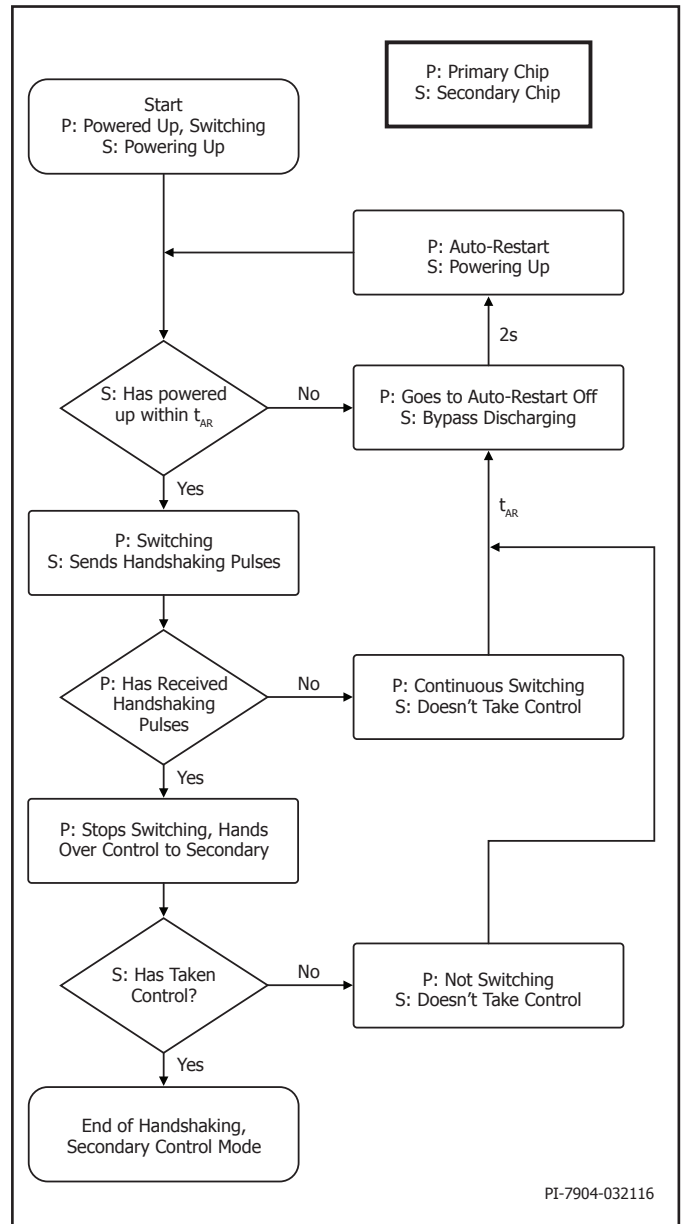 P: Primary Chip
S: Secondary Chip
Start
P: Powered Up, Switching
S: Powering Up
P: Auto-Restart
S: Powering Up
2s
S: Has powered
up within tAR
No
P: Goes to Auto-Restart Off
S: Bypass Discharging
Yes
tAR
P: Switching
S: Sends Handshaking Pulses
P: Has Received
Handshaking
Pulses
No
P: Continuous Switching
S: Doesn't Take Control
Yes
P: Stops Switching, Hands
Over Control to Secondary
S: Has Taken
Control?
No
P: Not Switching
S: Doesn't Take Control
Yes
End of Handshaking,
Secondary Control Mode
PI-7904-032116